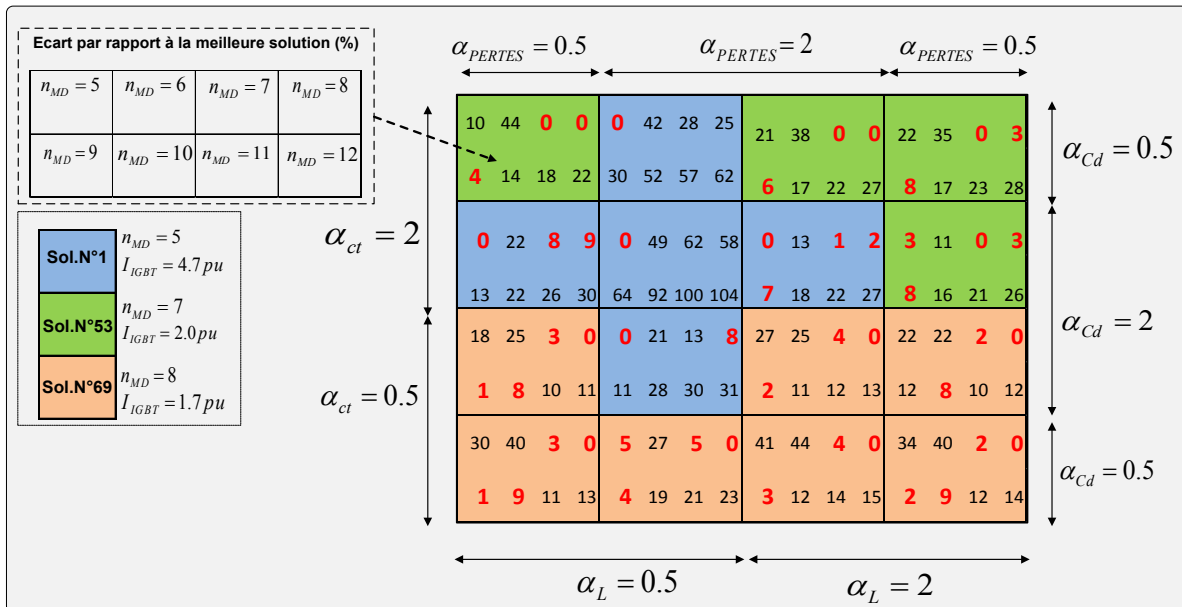 Ecart par rapport à la meilleure solution (%)
n_MD = 5 n_MD = 6 n_MD = 7 n_MD = 8
n_MD = 9 n_MD = 10 n_MD = 11 n_MD = 12
Sol.N°1 n_MD = 5
I_IGBT = 4.7 pu
Sol.N°53 n_MD = 7
I_IGBT = 2.0 pu
Sol.N°69 n_MD = 8
I_IGBT = 1.7 pu
α_PERTES = 0.5 α_PERTES = 2 α_PERTES = 0.5
10 44 0 0 0 42 28 25 21 38 0 0 22 35 0 3
4 14 18 22 30 52 57 62 6 17 22 27 8 17 23 28
α_Cd = 0.5
α_ct = 2
0 22 8 9 0 49 62 58 0 13 1 2 3 11 0 3
13 22 26 30 64 92 100 104 7 18 22 27 8 16 21 26
α_Cd = 2
18 25 3 0 0 21 13 8 27 25 4 0 22 22 2 0
1 8 10 11 11 28 30 31 2 11 12 13 12 8 10 12
α_ct = 0.5
30 40 3 0 5 27 5 0 41 44 4 0 34 40 2 0
1 9 11 13 4 19 21 23 3 12 14 15 2 9 12 14
α_Cd = 0.5
α_L = 0.5 α_L = 2